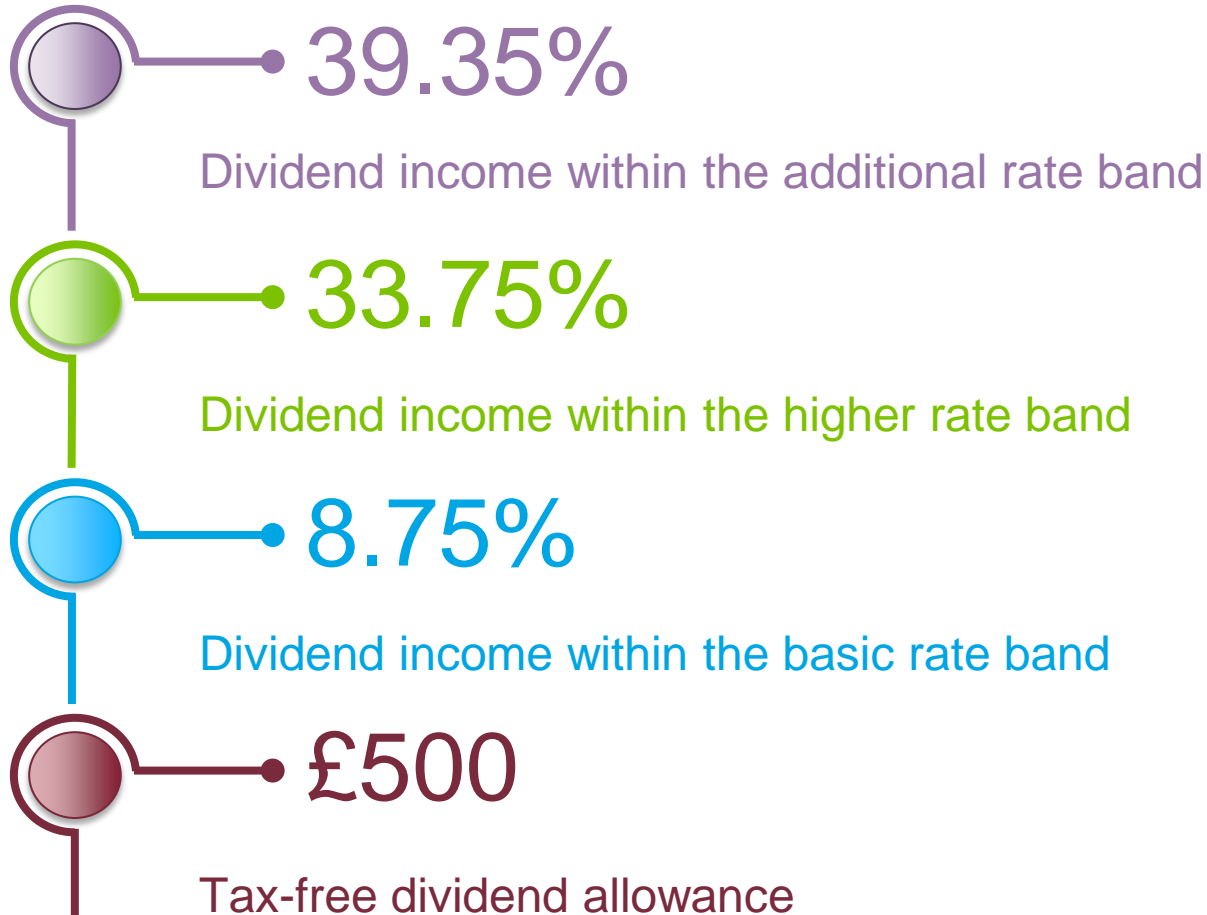 39.35%
Dividend income within the additional rate band
33.75%
Dividend income within the higher rate band
8.75%
Dividend income within the basic rate band
£500
Tax-free dividend allowance